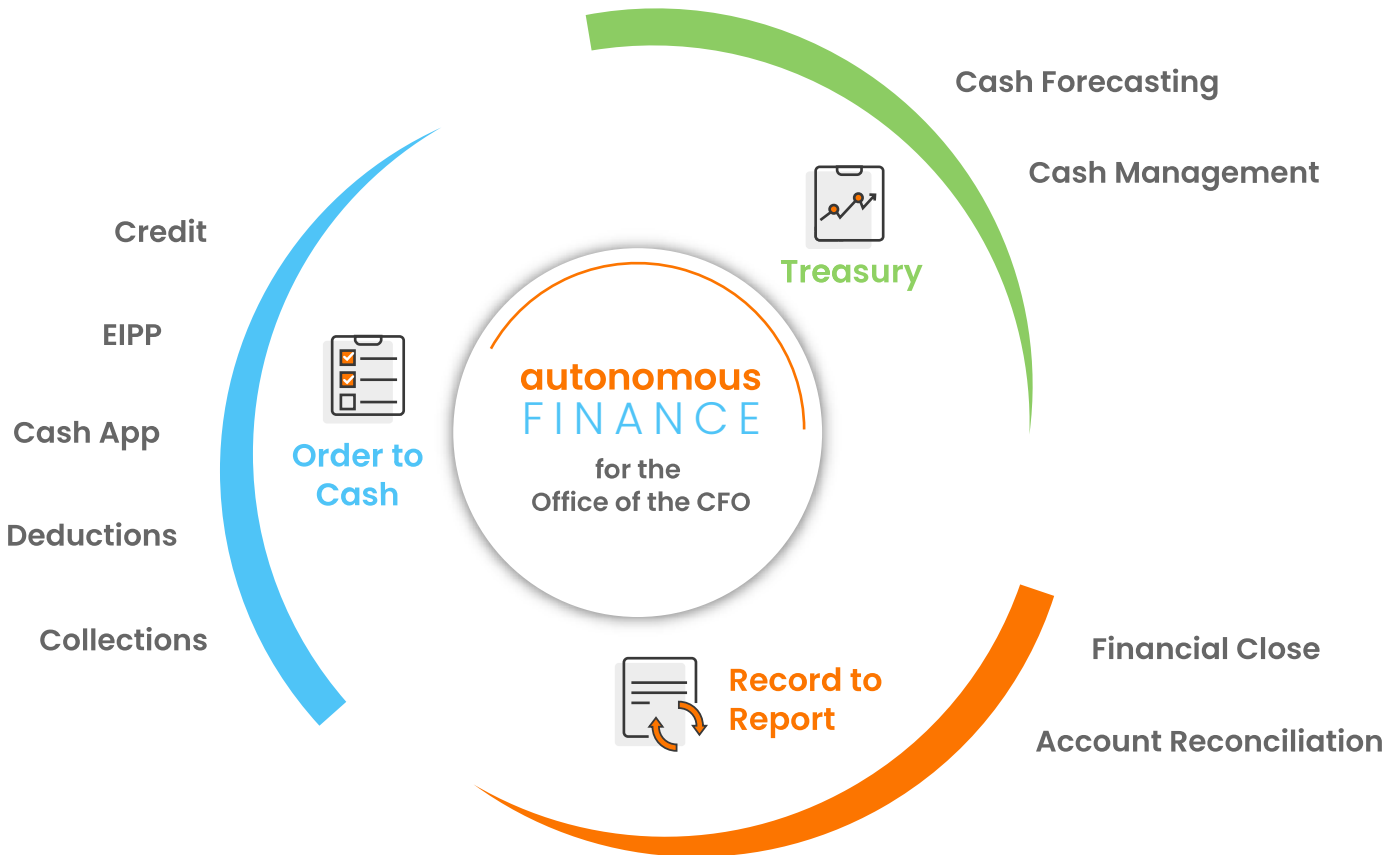 Cash Forecasting
Cash Management
Treasury
Credit
EIPP
Cash App
Deductions
Collections
Order to
Cash
autonomous
FINANCE
for the
Office of the CFO
Record to
Report
Financial Close
Account Reconciliation